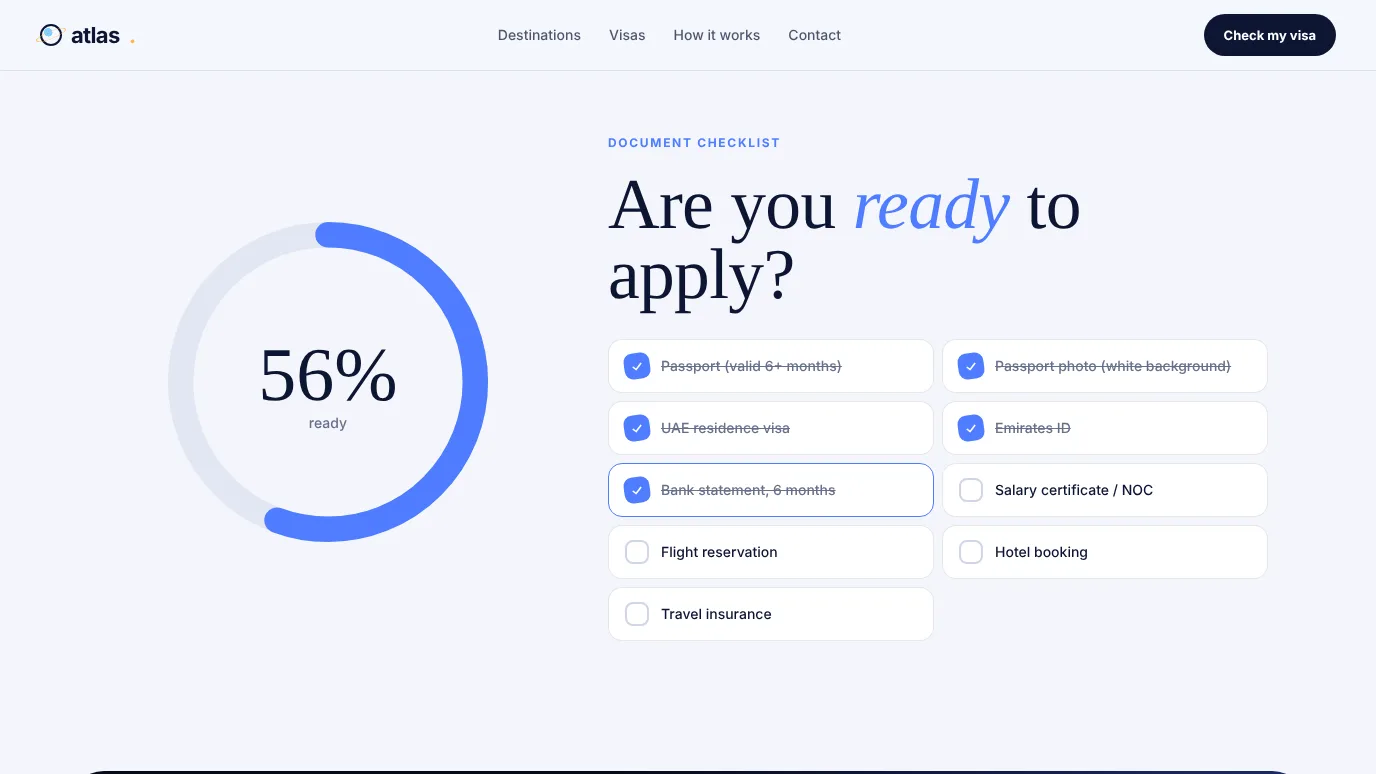 atlas .
Destinations
Visas
How it works
Contact
Check my visa
DOCUMENT CHECKLIST
Are you ready to
apply?
56%
ready
Passport (valid 6+ months)
Passport photo (white background)
UAE residence visa
Emirates ID
Bank statement, 6 months
Salary certificate / NOC
Flight reservation
Hotel booking
Travel insurance